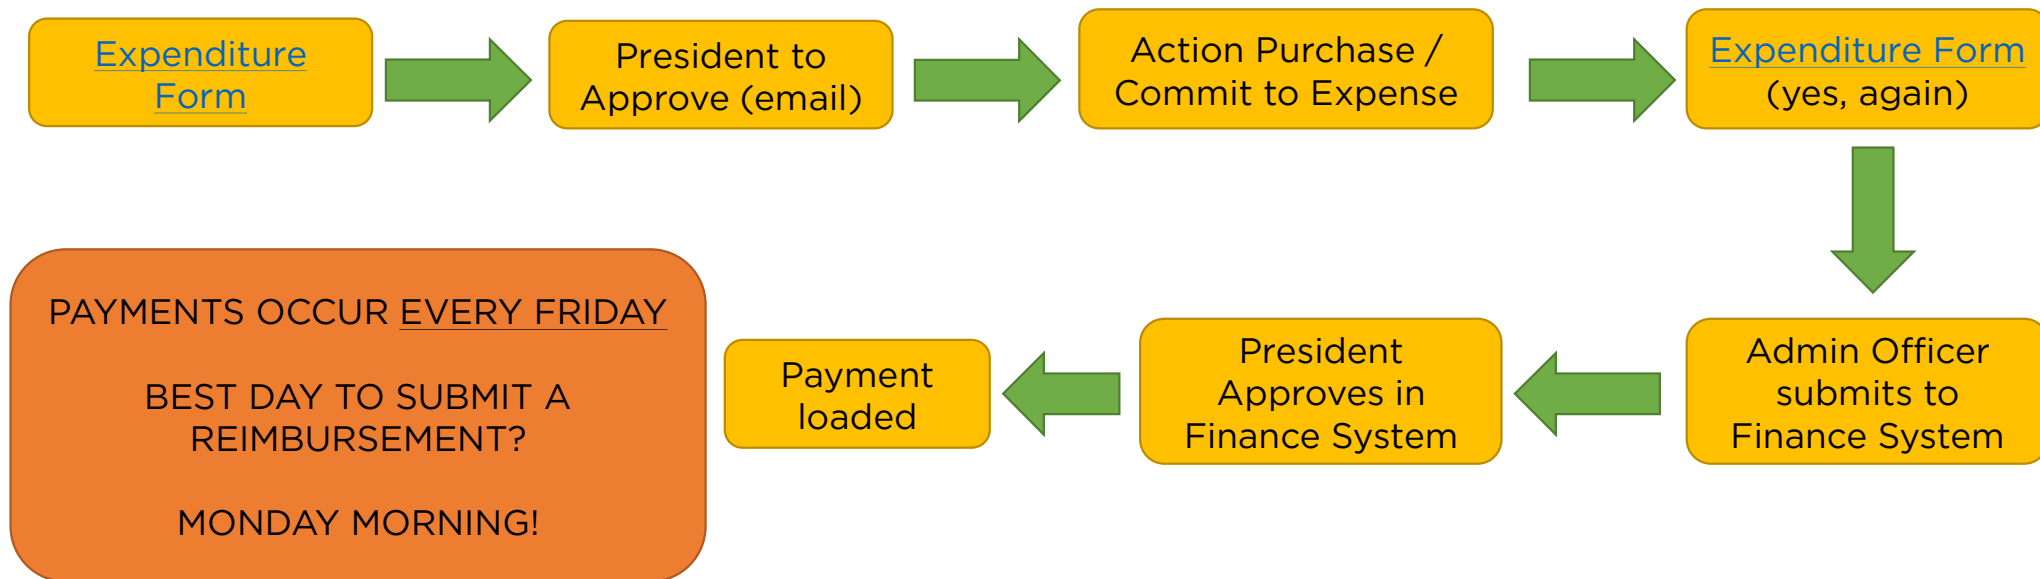 Expenditure
Form
President to
Approve (email)
Action Purchase /
Commit to Expense
Expenditure Form
(yes, again)
Admin Officer
submits to
Finance System
President
Approves in
Finance System
Payment
loaded
PAYMENTS OCCUR EVERY FRIDAY
BEST DAY TO SUBMIT A
REIMBURSEMENT?
MONDAY MORNING!